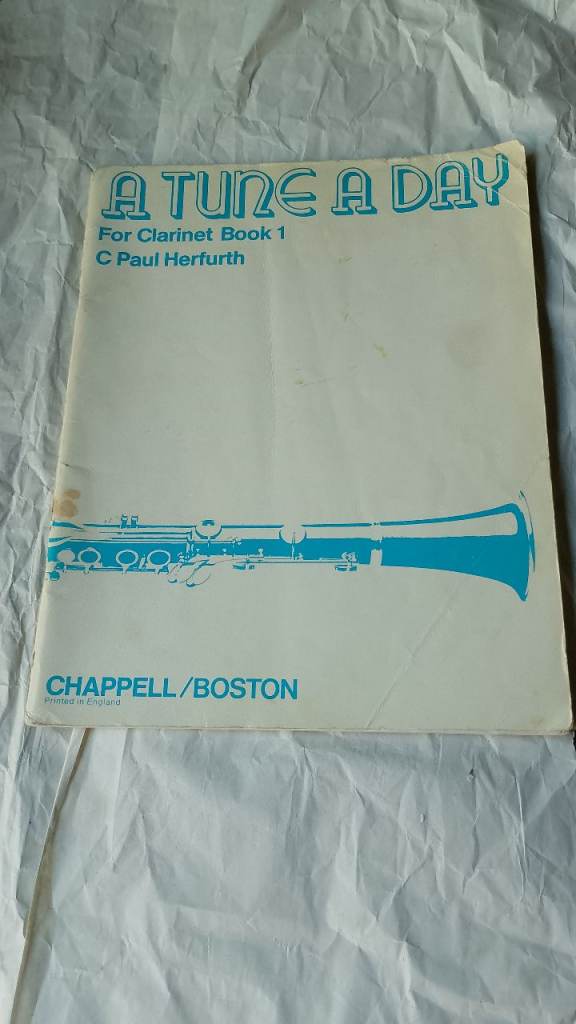 A TUNE A DAY
For Clarinet Book 1
C Paul Herfurth
CHAPPELL/BOSTON
Printed in England